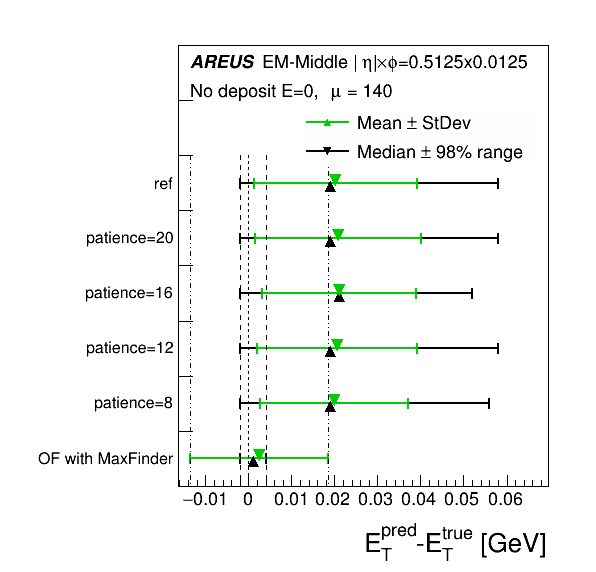 AREUS EM-Middle | η|×ϕ=0.5125x0.0125
No deposit E=0, μ = 140
Mean ± StDev
Median ± 98% range
ref
patience=20
patience=16
patience=12
patience=8
OF with MaxFinder
−0.01 0 0.01 0.02 0.03 0.04 0.05 0.06
E_T^pred-E_T^true [GeV]